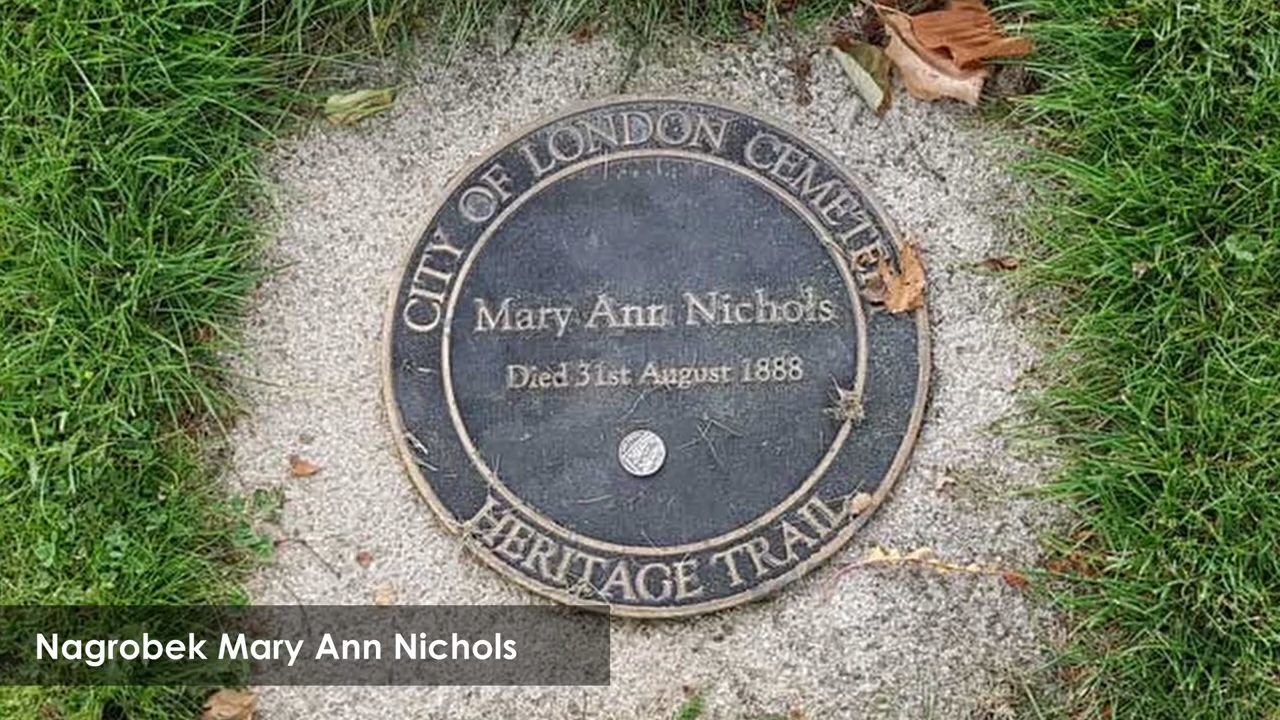 CITY OF LONDON CEMETERY
Mary Ann Nichols
Died 31st August 1888
HERITAGE TRAIL
Nagrobek Mary Ann Nichols